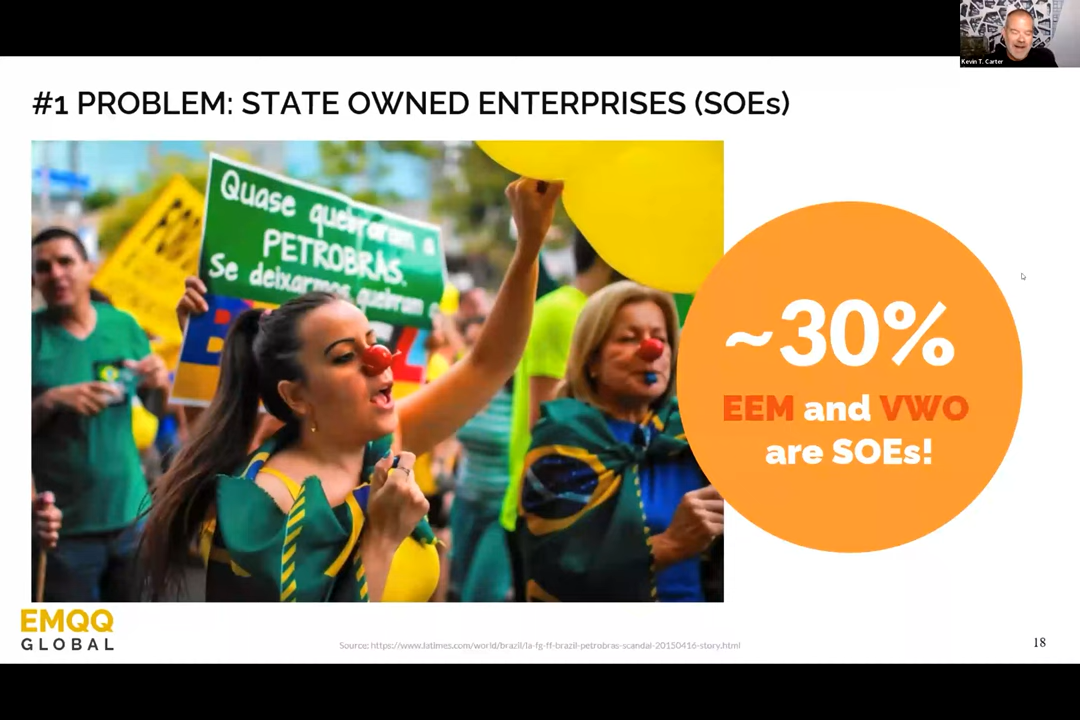 Kevin T. Carter
#1 PROBLEM: STATE OWNED ENTERPRISES (SOEs)
Quase quebraram a
PETROBRÁS.
Se deixarmos quebram
~30%
EEM and VWO
are SOEs!
EMQQ
GLOBAL
Source: https://www.latimes.com/world/brazil/la-fg-ff-brazil-petrobras-scandal-20150416-story.html
18